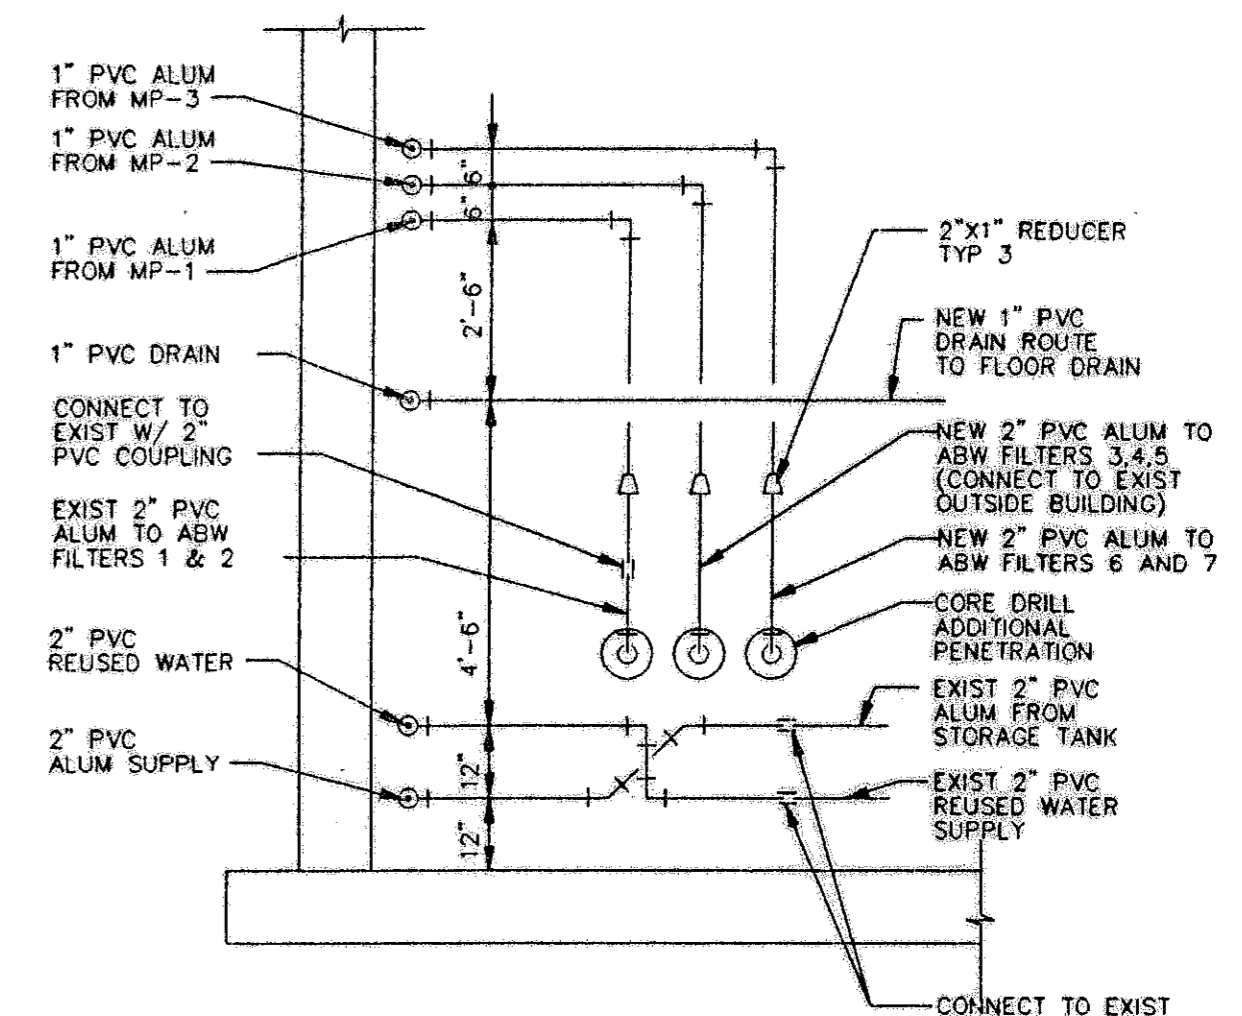 1" PVC ALUM
FROM MP-3
1" PVC ALUM
FROM MP-2
1" PVC ALUM
FROM MP-1
1" PVC DRAIN
CONNECT TO
EXIST W/ 2"
PVC COUPLING
EXIST 2" PVC
ALUM TO ABW
FILTERS 1 & 2
2" PVC
REUSED WATER
2" PVC
ALUM SUPPLY
6"
6"
2'-6"
4'-6"
12"
12"
2"X1" REDUCER
TYP 3
NEW 1" PVC
DRAIN ROUTE
TO FLOOR DRAIN
NEW 2" PVC ALUM TO
ABW FILTERS 3,4,5
(CONNECT TO EXIST
OUTSIDE BUILDING)
NEW 2" PVC ALUM TO
ABW FILTERS 6 AND 7
CORE DRILL
ADDITIONAL
PENETRATION
EXIST 2" PVC
ALUM FROM
STORAGE TANK
EXIST 2" PVC
REUSED WATER
SUPPLY
CONNECT TO EXIST